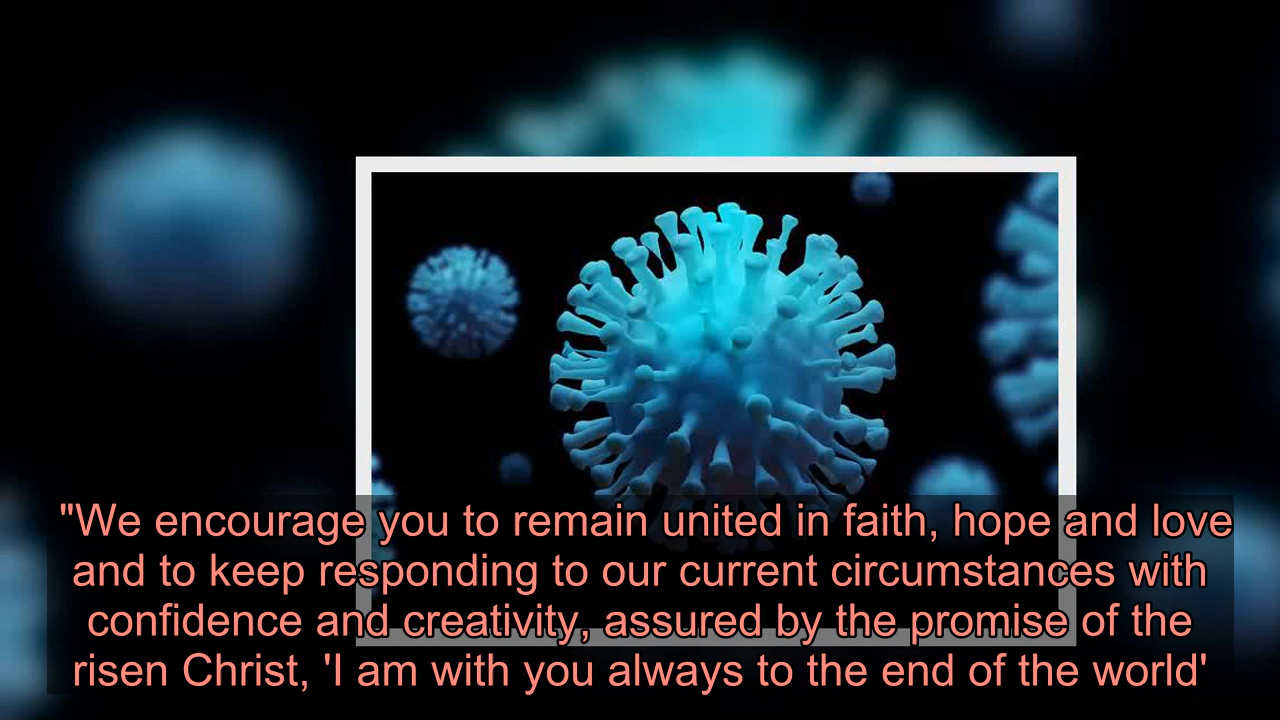 "We encourage you to remain united in faith, hope and love
and to keep responding to our current circumstances with
confidence and creativity, assured by the promise of the
risen Christ, 'I am with you always to the end of the world'